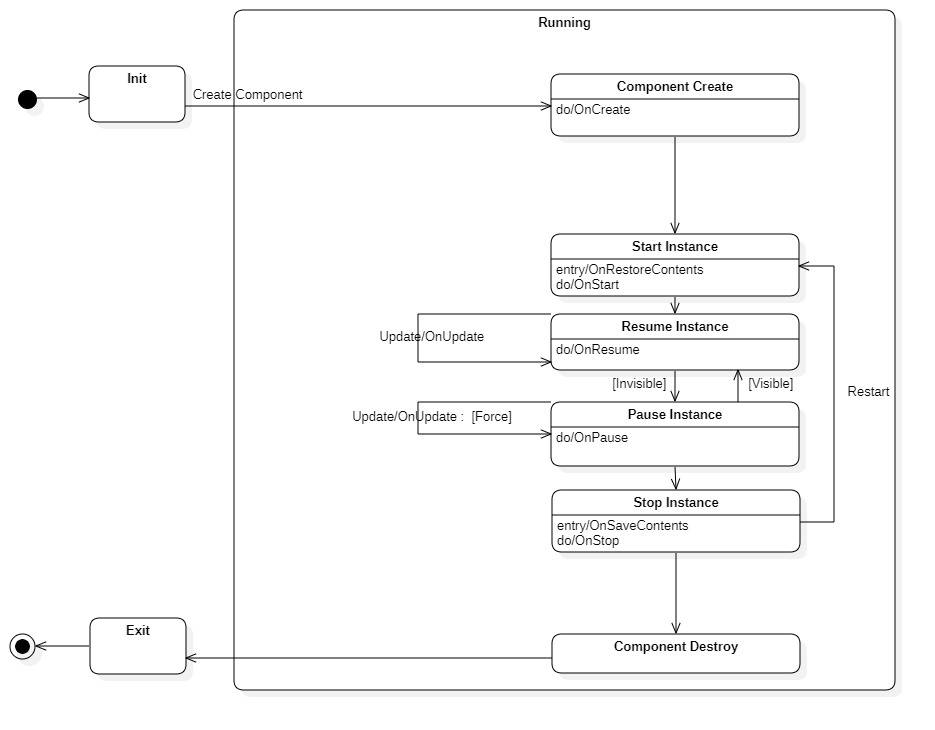 Running
Init
Create Component
Component Create
do/OnCreate
Start Instance
entry/OnRestoreContents
do/OnStart
Resume Instance
Update/OnUpdate
do/OnResume
[Invisible]
[Visible]
Restart
Pause Instance
Update/OnUpdate :  [Force]
do/OnPause
Stop Instance
entry/OnSaveContents
do/OnStop
Exit
Component Destroy